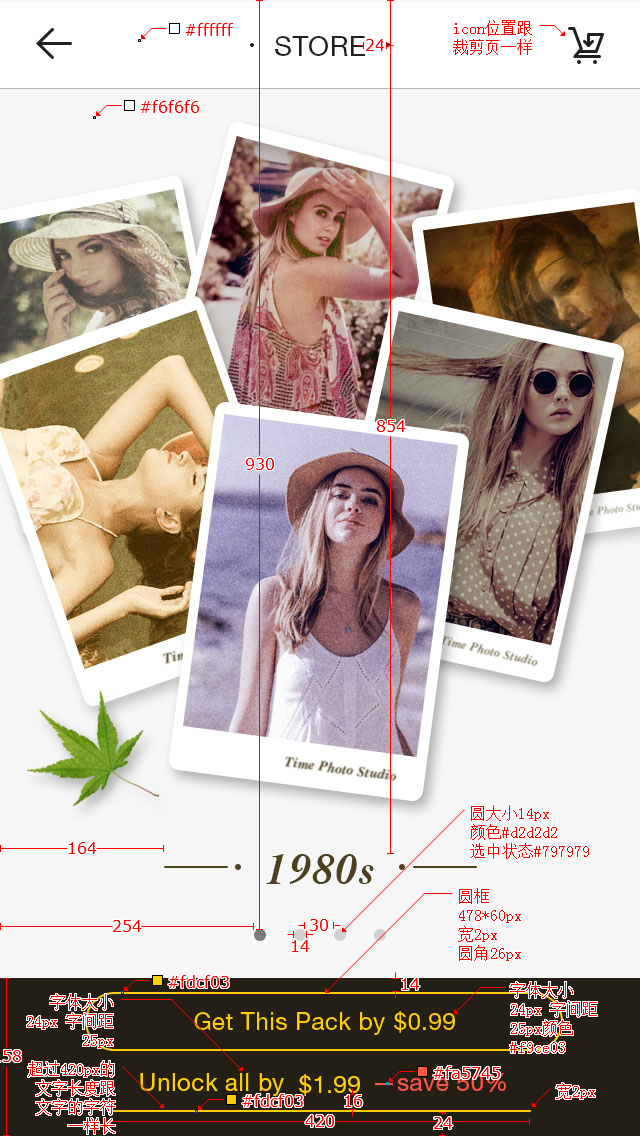 #ffffff
STORE
24
icon位置跟
裁剪页一样
#f6f6f6
854
930
Time Photo Studio
Tim
Time Photo Studio
Time Photo Studio
圆大小14px
颜色#d2d2d2
选中状态#797979
164
1980s
圆框
478*60px
宽2px
圆角26px
254
30
14
#fdcf03
14
字体大小
24px 字间距
25px
字体大小
24px 字间距
25px颜色
Get This Pack by $0.99
58
超过420px的
文字长度跟
文字的字符
一样长
Unlock all by $1.99
save 50%
#fa5745
#fdcf03
16
宽2px
420
24